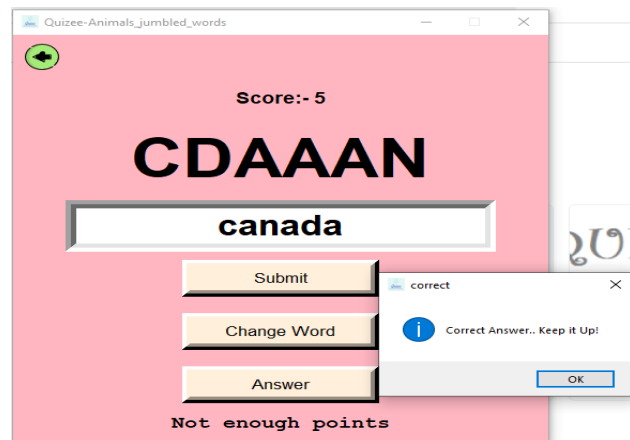 Quizee-Animals_jumbled_words
Score:- 5
CDAAAN
canada
Submit
correct
Change Word
Correct Answer.. Keep it Up!
OK
Answer
Not enough points